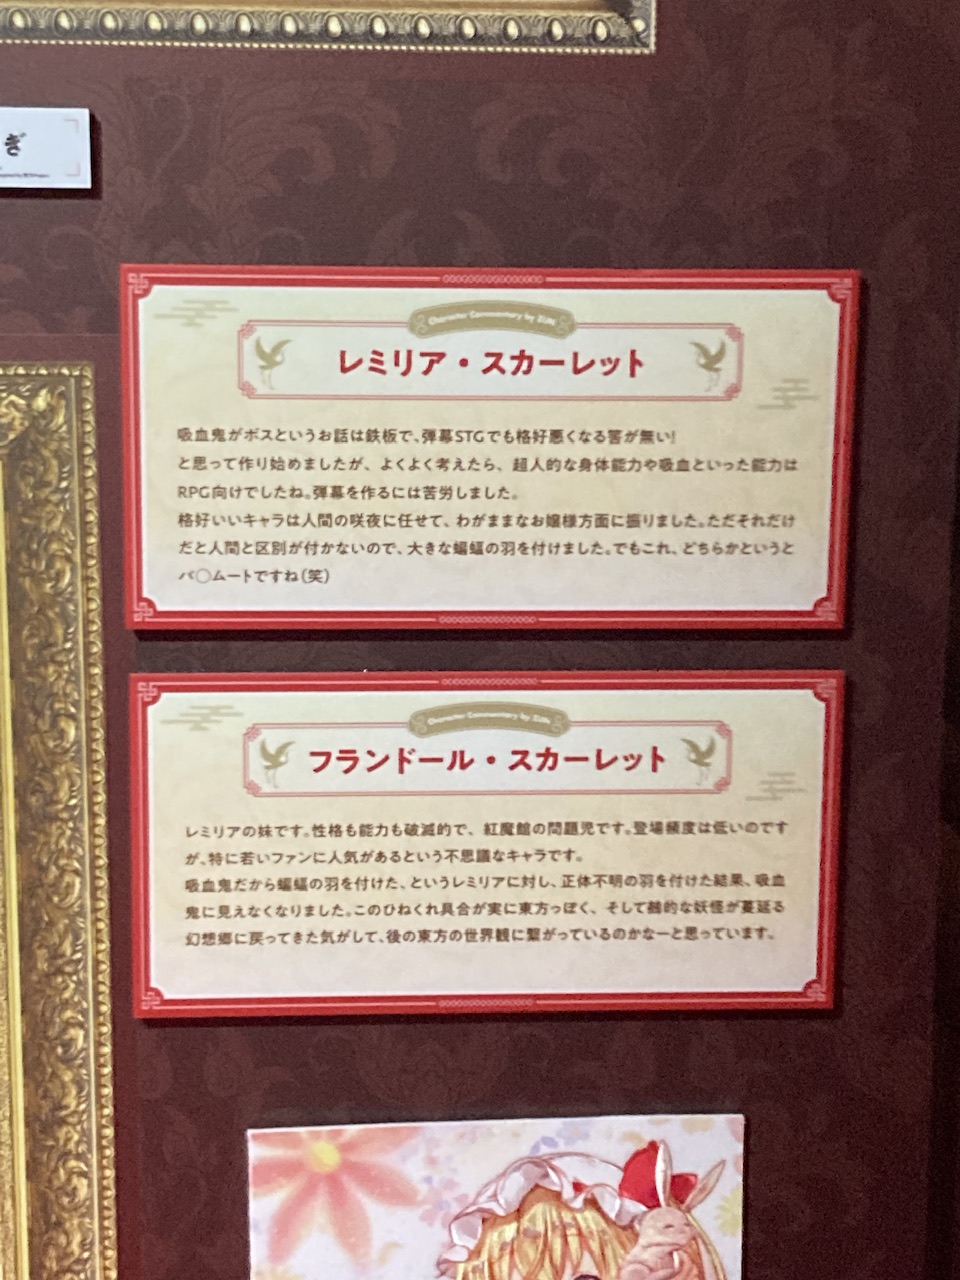 ぎ
Character Commentary by ZUN
レミリア・スカーレット
吸血鬼がボスというお話は鉄板で、弾幕STGでも格好悪くなる筈が無い!
と思って作り始めましたが、よくよく考えたら、超人的な身体能力や吸血といった能力は
RPG向けでしたね。弾幕を作るには苦労しました。
格好いいキャラは人間の咲夜に任せて、わがままなお嬢様方面に振りました。ただそれだけ
だと人間と区別が付かないので、大きな蝙蝠の羽を付けました。でもこれ、どちらかというと
バ〇ムートですね(笑)
Character Commentary by ZUN
フランドール・スカーレット
レミリアの妹です。性格も能力も破滅的で、紅魔館の問題児です。登場頻度は低いのです
が、特に若いファンに人気があるという不思議なキャラです。
吸血鬼だから蝙蝠の羽を付けた、というレミリアに対し、正体不明の羽を付けた結果、吸血
鬼に見えなくなりました。このひねくれ具合が実に東方っぽく、そして鵺的な妖怪が蔓延る
幻想郷に戻ってきた気がして、後の東方の世界観に繋がっているのかなーと思っています。